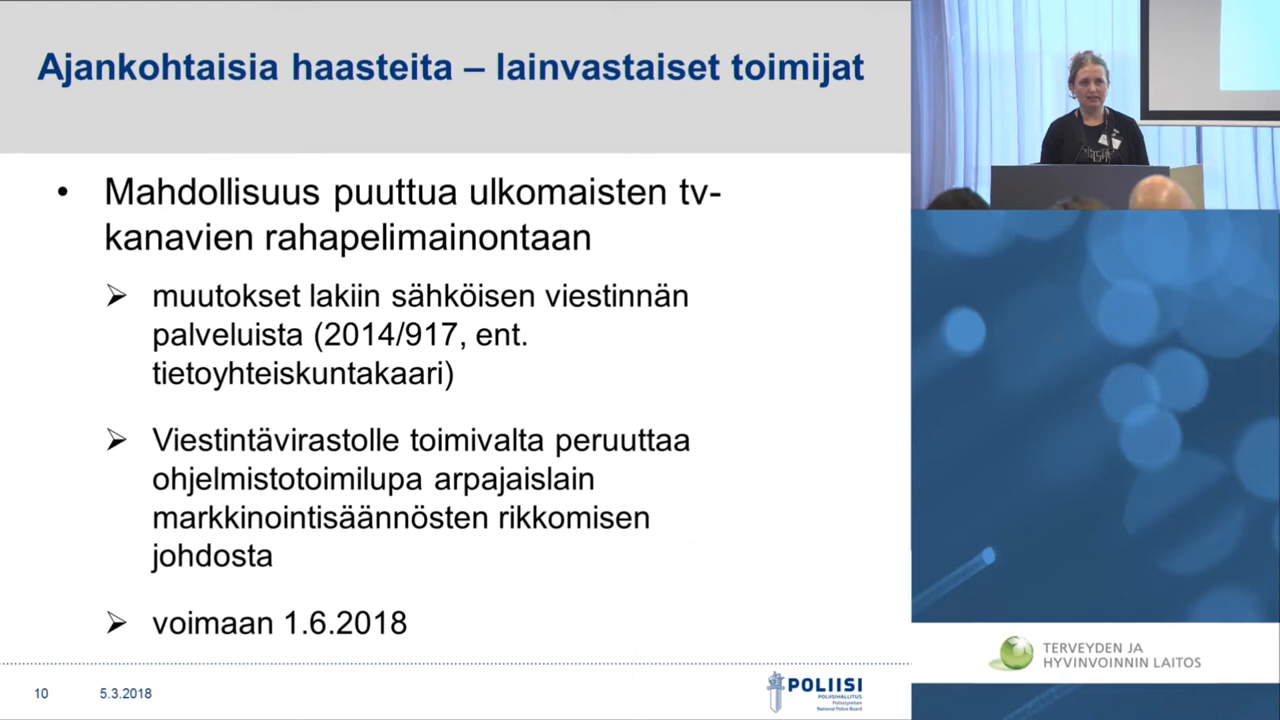 Ajankohtaisia haasteita – lainvastaiset toimijat
• Mahdollisuus puuttua ulkomaisten tv-
kanavien rahapelimainontaan
➢ muutokset lakiin sähköisen viestinnän
palveluista (2014/917, ent.
tietoyhteiskuntakaari)
➢ Viestintävirastolle toimivalta peruuttaa
ohjelmistotoimilupa arpajaislain
markkinointisäännösten rikkomisen
johdosta
➢ voimaan 1.6.2018
10 5.3.2018
POLIISI
POLIISIHALLITUS
Polisstyrelsen
National Police Board
TERVEYDEN JA
HYVINVOINNIN LAITOS